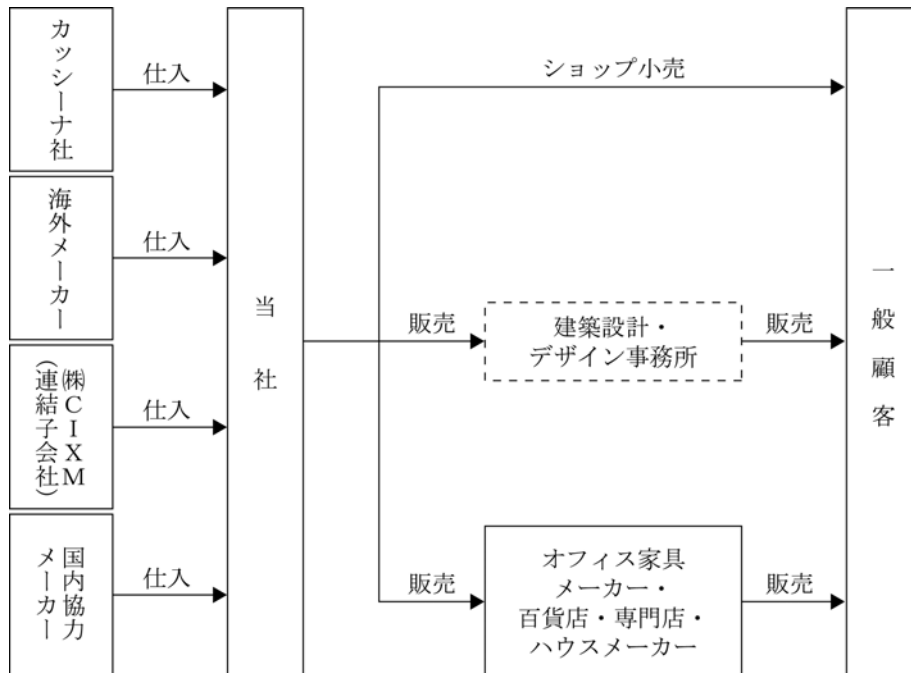 カッシーナ社
仕入
海外メーカー
仕入
㈱CIXM
(連結子会社)
仕入
国内協力
メーカー
仕入
当社
ショップ小売
販売
建築設計・
デザイン事務所
販売
販売
オフィス家具
メーカー・
百貨店・専門店・
ハウスメーカー
販売
一般顧客